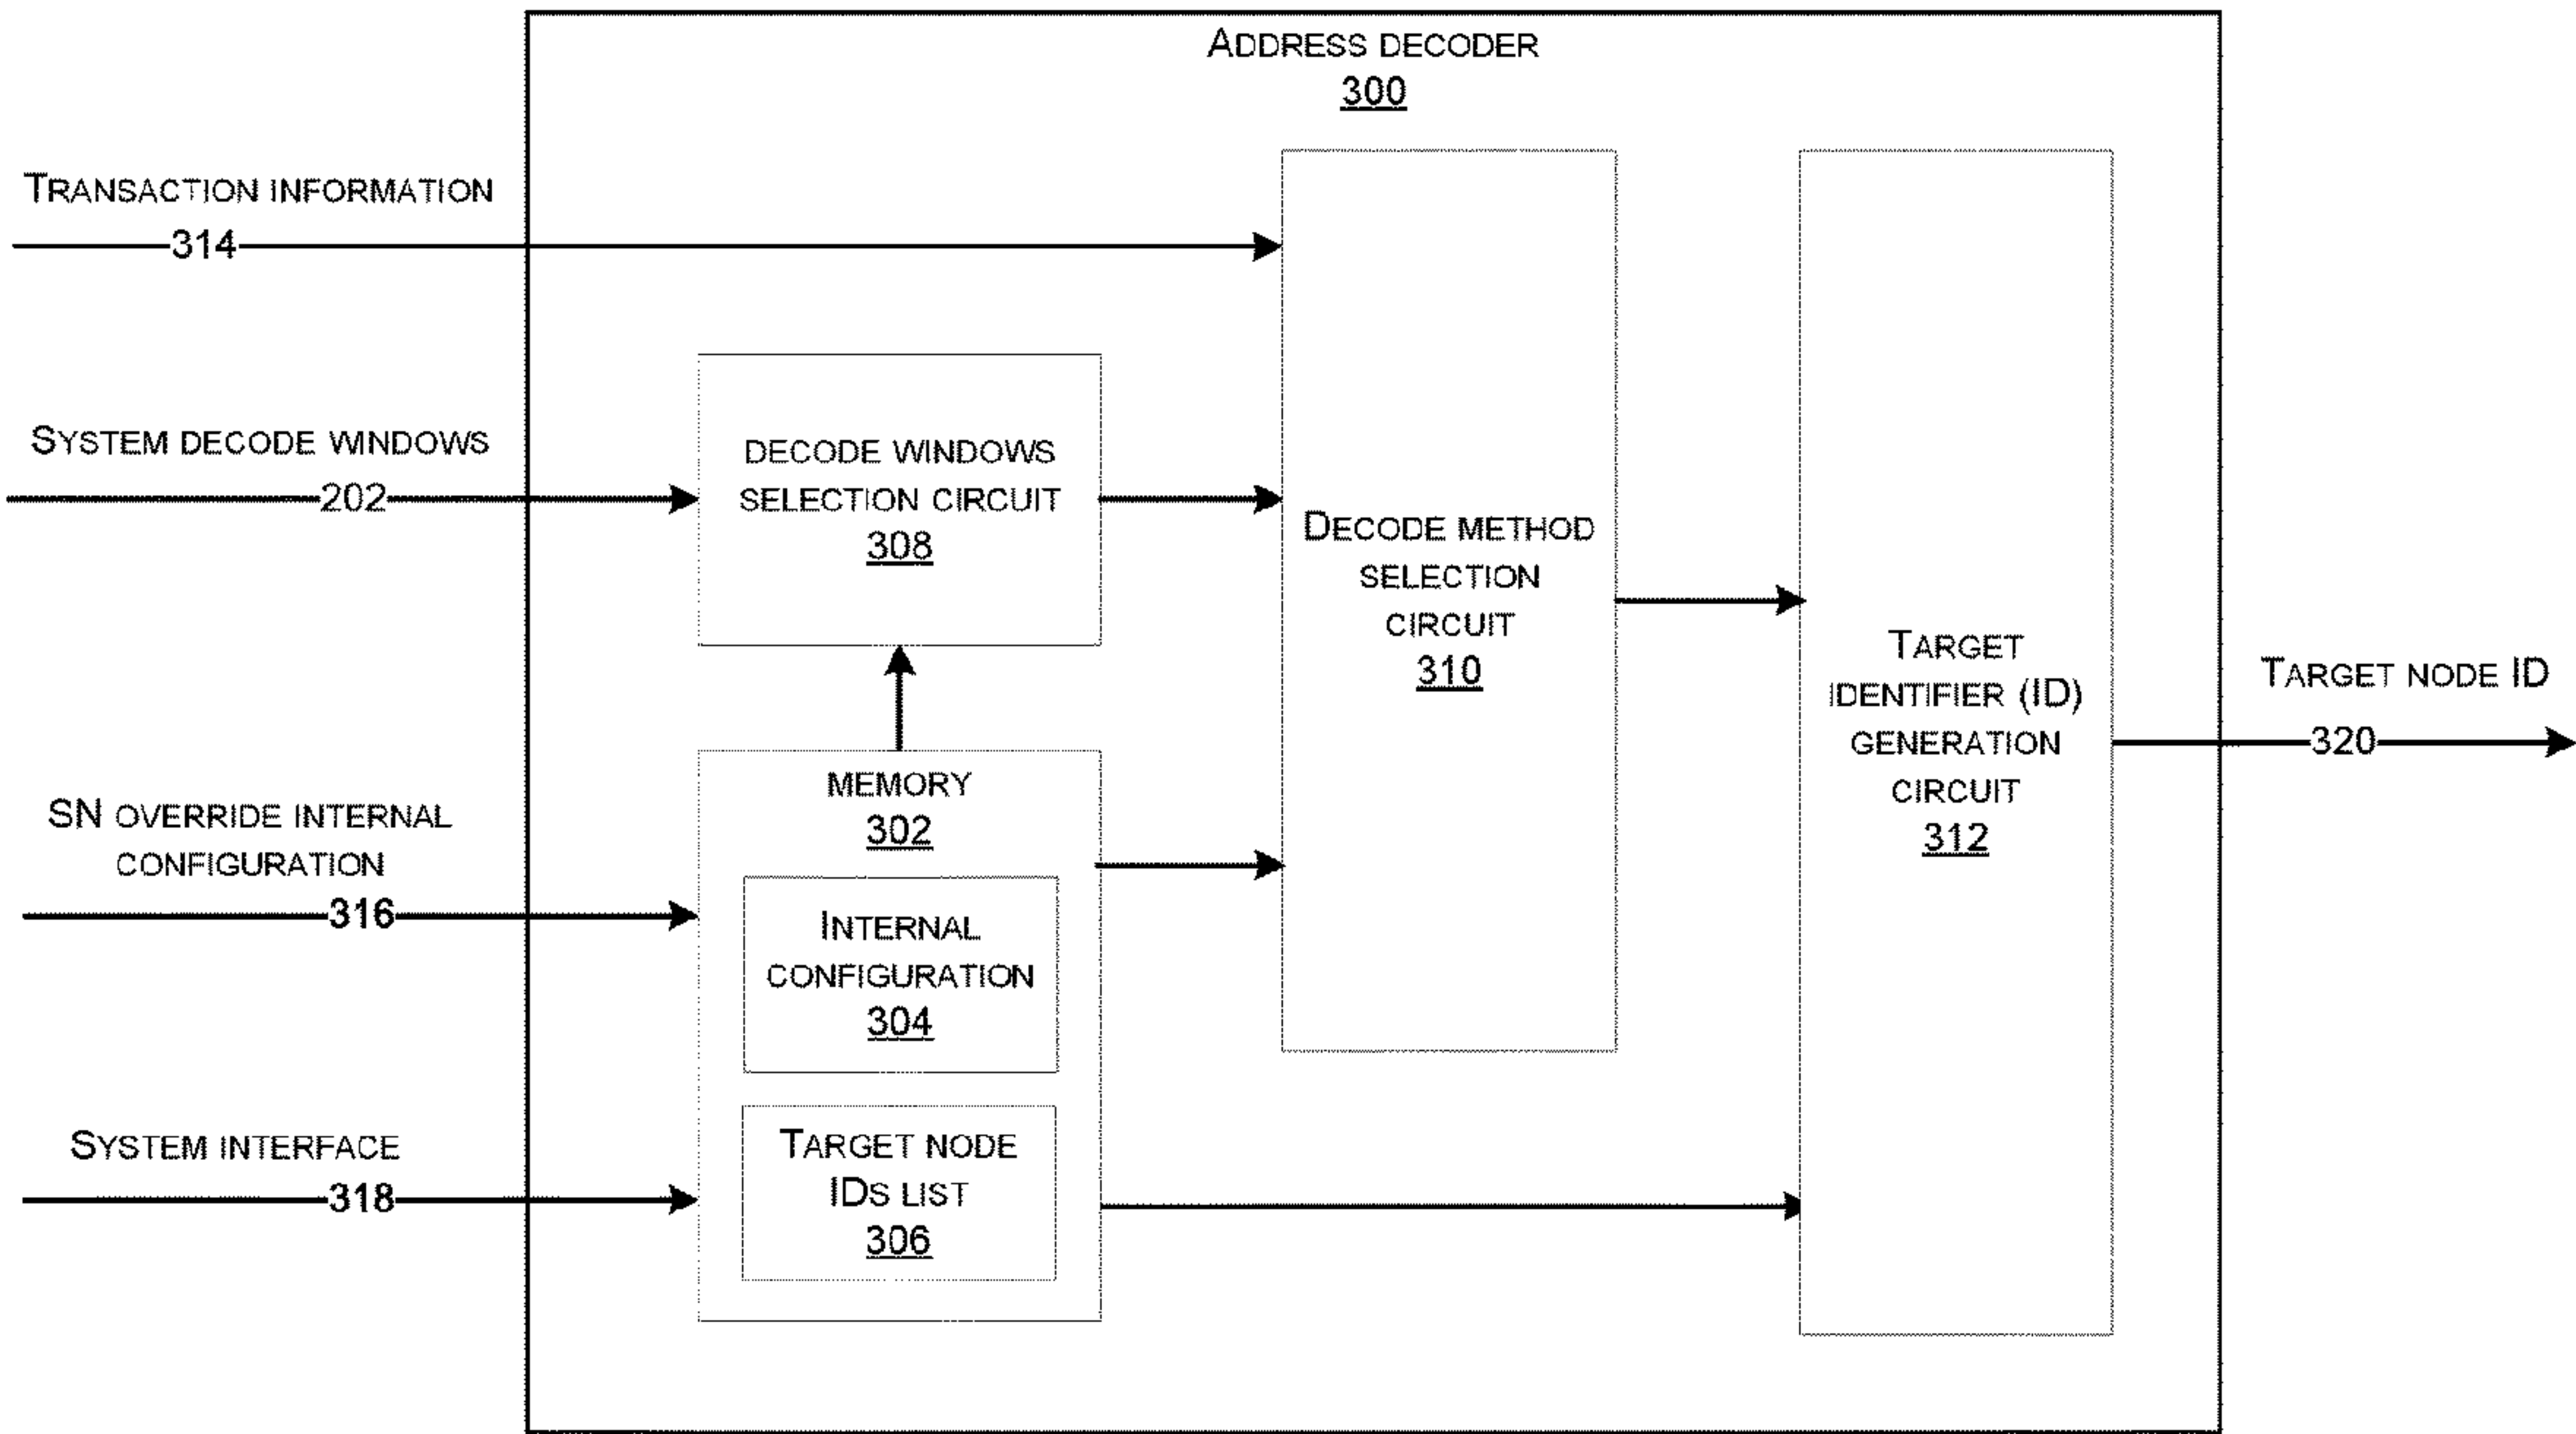 ADDRESS DECODER
300
TRANSACTION INFORMATION
314
SYSTEM DECODE WINDOWS
202
DECODE WINDOWS
SELECTION CIRCUIT
308
DECODE METHOD
SELECTION
CIRCUIT
310
TARGET
IDENTIFIER (ID)
GENERATION
CIRCUIT
312
TARGET NODE ID
320
SN OVERRIDE INTERNAL
CONFIGURATION
316
MEMORY
302
INTERNAL
CONFIGURATION
304
SYSTEM INTERFACE
318
TARGET NODE
IDS LIST
306